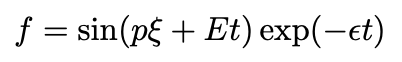 f = sin(pξ + Et) exp(−ϵt)